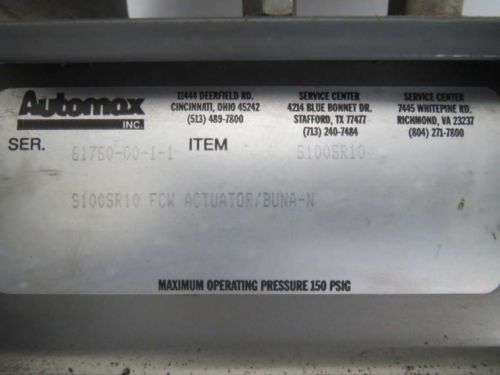 Automax
INC.
11444 DEERFIELD RD.
CINCINNATI, OHIO 45242
(513) 489-7800
SERVICE CENTER
4214 BLUE BONNET DR.
STAFFORD, TX 77477
(713) 240-7484
SERVICE CENTER
7445 WHITEPINE RD.
RICHMOND, VA 23237
(804) 271-7800
SER. 61760-00-1-1 ITEM S100SR10
S100SR10 FCW ACTUATOR/BUNA-N
MAXIMUM OPERATING PRESSURE 150 PSIG